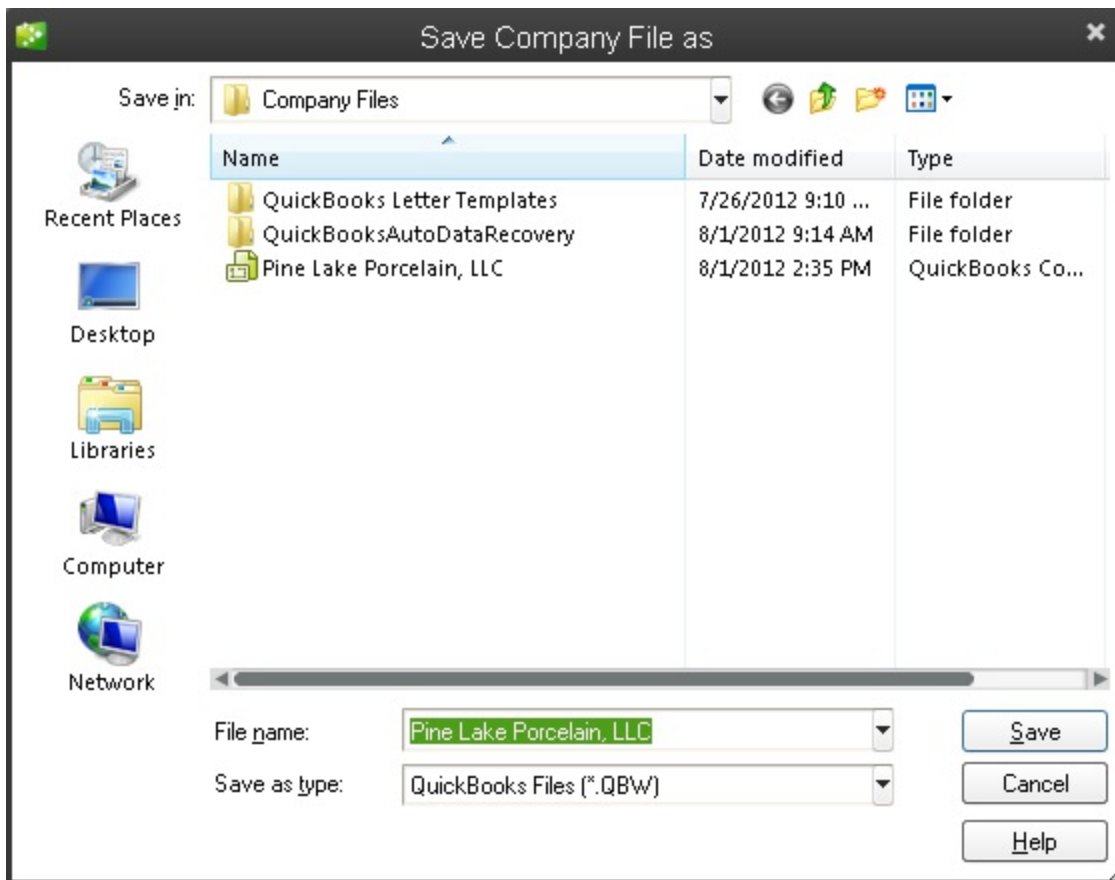 Save Company File as
Save in: Company Files
Name Date modified Type
Recent Places
QuickBooks Letter Templates 7/26/2012 9:10 ... File folder
QuickBooksAutoDataRecovery 8/1/2012 9:14 AM File folder
Pine Lake Porcelain, LLC 8/1/2012 2:35 PM QuickBooks Co...
Desktop
Libraries
Computer
Network
File name: Pine Lake Porcelain, LLC Save
Save as type: QuickBooks Files (*.QBW) Cancel
Help